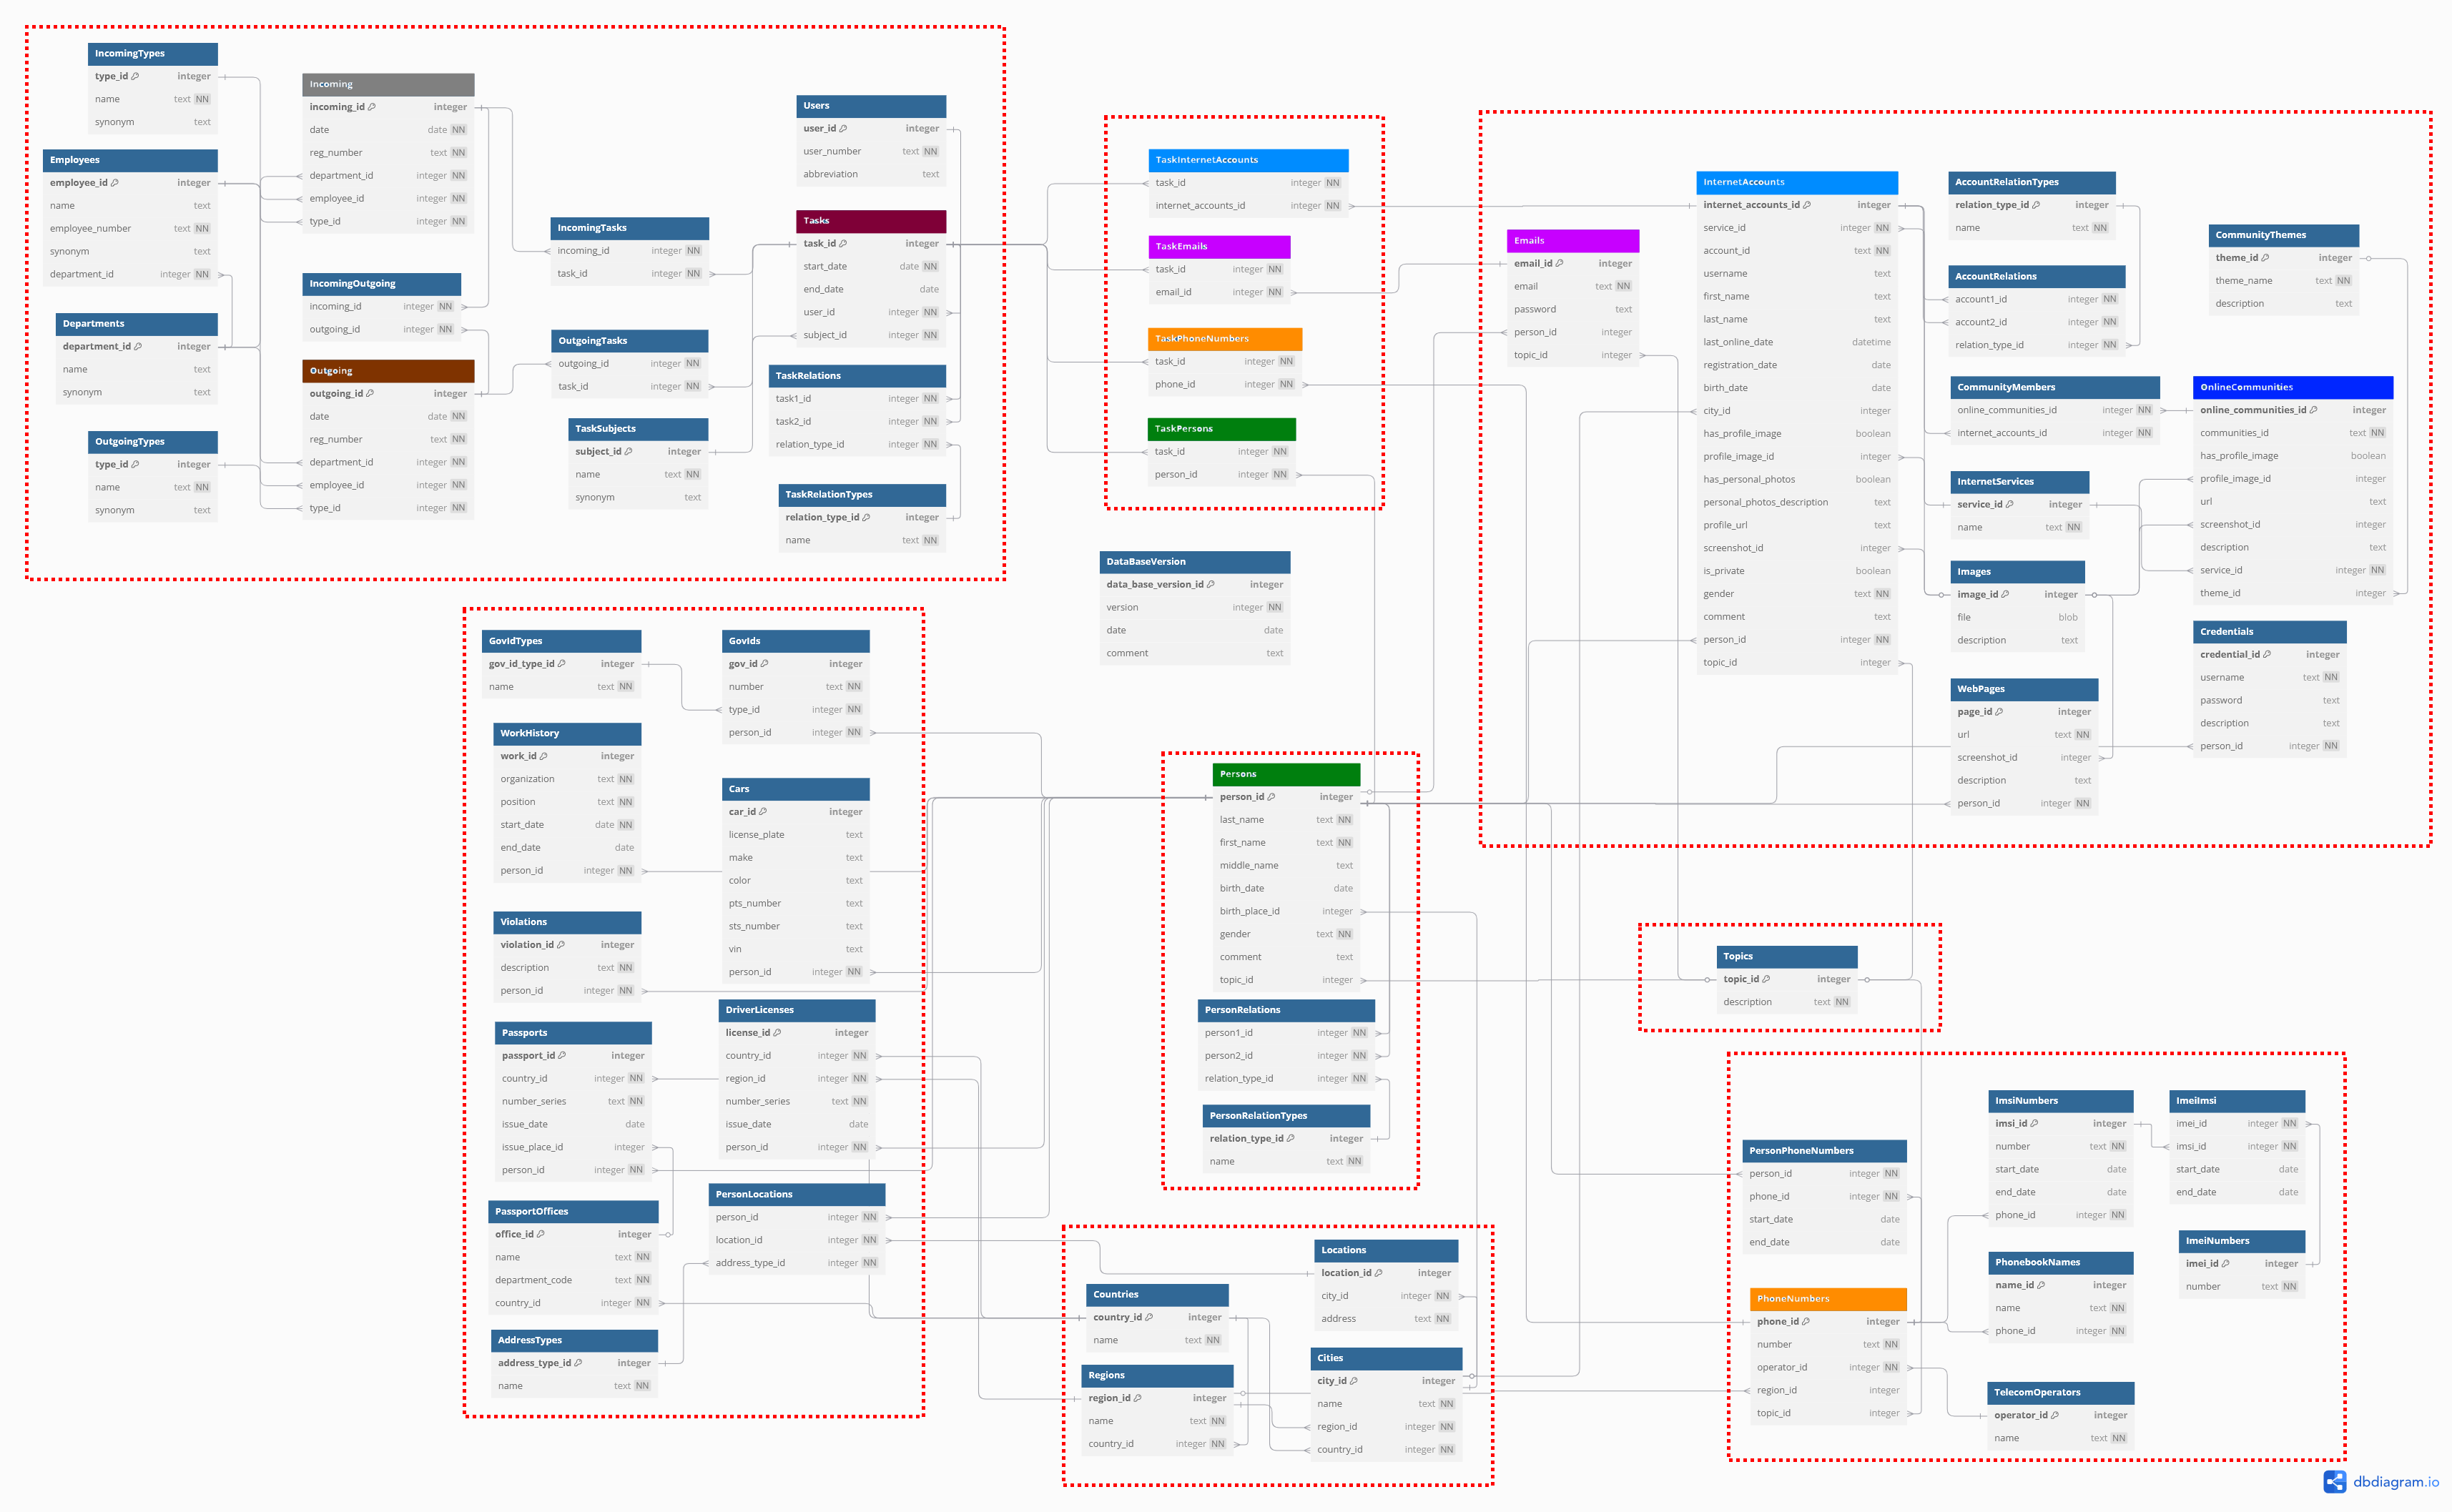 IncomingTypes
type_id integer
name text NN
synonym text
Employees
employee_id integer
name text
employee_number text NN
synonym text
department_id integer NN
Departments
department_id integer
name text
synonym text
OutgoingTypes
type_id integer
name text NN
synonym text
Incoming
incoming_id integer
date date NN
reg_number text NN
department_id integer NN
employee_id integer NN
type_id integer NN
IncomingOutgoing
incoming_id integer NN
outgoing_id integer NN
Outgoing
outgoing_id integer
date date NN
reg_number text NN
department_id integer NN
employee_id integer NN
type_id integer NN
IncomingTasks
incoming_id integer NN
task_id integer NN
OutgoingTasks
outgoing_id integer NN
task_id integer NN
TaskSubjects
subject_id integer
name text NN
synonym text
Users
user_id integer
user_number text NN
abbreviation text
Tasks
task_id integer
start_date date NN
end_date date
user_id integer NN
subject_id integer NN
TaskRelations
task1_id integer NN
task2_id integer NN
relation_type_id integer NN
TaskRelationTypes
relation_type_id integer
name text NN
TaskInternetAccounts
task_id integer NN
internet_accounts_id integer NN
TaskEmails
task_id integer NN
email_id integer NN
TaskPhoneNumbers
task_id integer NN
phone_id integer NN
TaskPersons
task_id integer NN
person_id integer NN
DataBaseVersion
data_base_version_id integer
version integer NN
date date
comment text
Emails
email_id integer
email text NN
password text
person_id integer
topic_id integer
InternetAccounts
internet_accounts_id integer
service_id integer NN
account_id text NN
username text
first_name text
last_name text
last_online_date datetime
registration_date date
birth_date date
city_id integer
has_profile_image boolean
profile_image_id integer
has_personal_photos boolean
personal_photos_description text
profile_url text
screenshot_id integer
is_private boolean
gender text NN
comment text
person_id integer NN
topic_id integer
AccountRelationTypes
relation_type_id integer
name text NN
AccountRelations
account1_id integer NN
account2_id integer NN
relation_type_id integer NN
CommunityMembers
online_communities_id integer NN
internet_accounts_id integer NN
InternetServices
service_id integer
name text NN
Images
image_id integer
file blob
description text
WebPages
page_id integer
url text NN
screenshot_id integer
description text
person_id integer NN
CommunityThemes
theme_id integer
theme_name text NN
description text
OnlineCommunities
online_communities_id integer
communities_id text NN
has_profile_image boolean
profile_image_id integer
url text
screenshot_id integer
description text
service_id integer NN
theme_id integer
Credentials
credential_id integer
username text NN
password text
description text
person_id integer NN
GovIdTypes
gov_id_type_id integer
name text NN
WorkHistory
work_id integer
organization text NN
position text NN
start_date date NN
end_date date
person_id integer NN
Violations
violation_id integer
description text NN
person_id integer NN
Passports
passport_id integer
country_id integer NN
number_series text NN
issue_date date
issue_place_id integer
person_id integer NN
PassportOffices
office_id integer
name text NN
department_code text NN
country_id integer NN
AddressTypes
address_type_id integer
name text NN
GovIds
gov_id integer
number text NN
type_id integer NN
person_id integer NN
Cars
car_id integer
license_plate text
make text
color text
pts_number text
sts_number text
vin text
person_id integer NN
DriverLicenses
license_id integer
country_id integer NN
region_id integer NN
number_series text NN
issue_date date
person_id integer NN
PersonLocations
person_id integer NN
location_id integer NN
address_type_id integer NN
Persons
person_id integer
last_name text NN
first_name text NN
middle_name text
birth_date date
birth_place_id integer
gender text NN
comment text
topic_id integer
PersonRelations
person1_id integer NN
person2_id integer NN
relation_type_id integer NN
PersonRelationTypes
relation_type_id integer
name text NN
Countries
country_id integer
name text NN
Regions
region_id integer
name text NN
country_id integer NN
Locations
location_id integer
city_id integer NN
address text NN
Cities
city_id integer
name text NN
region_id integer NN
country_id integer NN
Topics
topic_id integer
description text NN
PersonPhoneNumbers
person_id integer NN
phone_id integer NN
start_date date
end_date date
PhoneNumbers
phone_id integer
number text NN
operator_id integer NN
region_id integer
topic_id integer
ImsiNumbers
imsi_id integer
number text NN
start_date date
end_date date
phone_id integer NN
PhonebookNames
name_id integer
name text NN
phone_id integer NN
TelecomOperators
operator_id integer
name text NN
ImeiImsi
imei_id integer NN
imsi_id integer NN
start_date date
end_date date
ImeiNumbers
imei_id integer
number text NN
dbdiagram.io